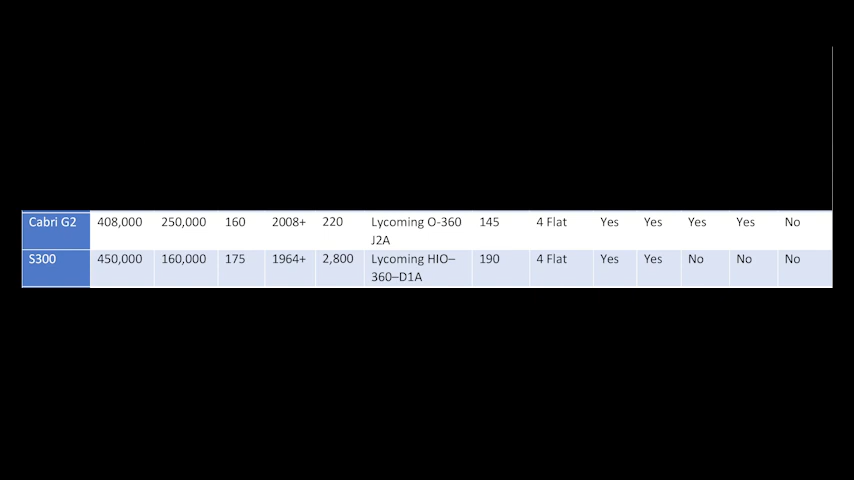 Cabri G2 408,000 250,000 160 2008+ 220 Lycoming O-360 145 4 Flat Yes Yes Yes Yes No
J2A
S300 450,000 160,000 175 1964+ 2,800 Lycoming HIO– 190 4 Flat Yes Yes No No No
360–D1A